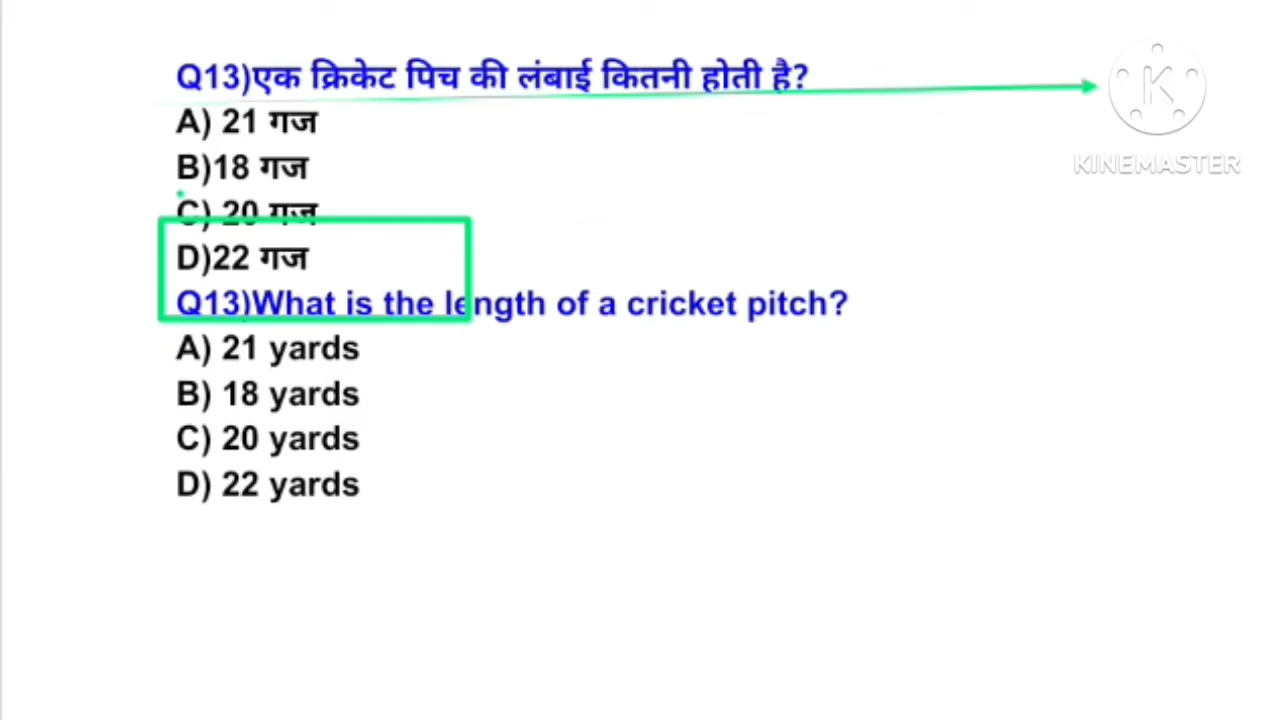 Q13)एक क्रिकेट पिच की लंबाई कितनी होती है?
A) 21 गज
B)18 गज
C) 20 गज
D)22 गज
Q13)What is the length of a cricket pitch?
A) 21 yards
B) 18 yards
C) 20 yards
D) 22 yards
K
KINEMASTER